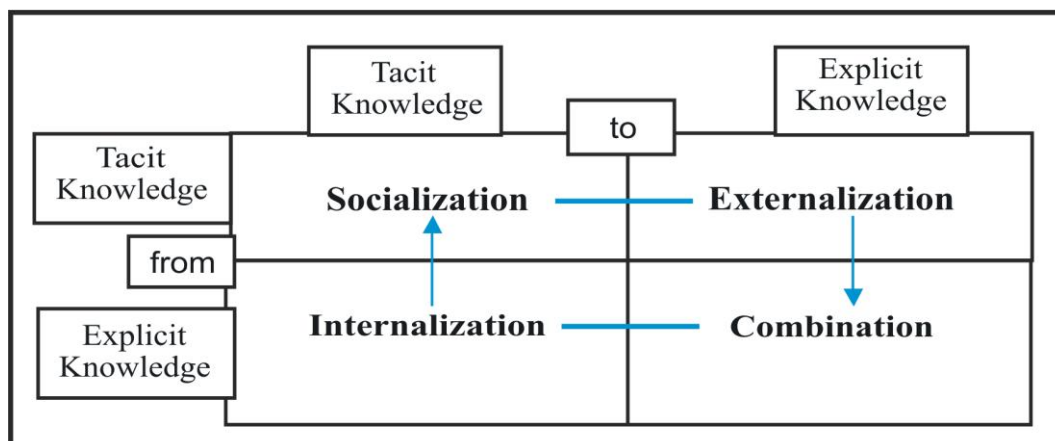 Tacit
Knowledge
Explicit
Knowledge
to
Tacit
Knowledge
Socialization
Externalization
from
Explicit
Knowledge
Internalization
Combination